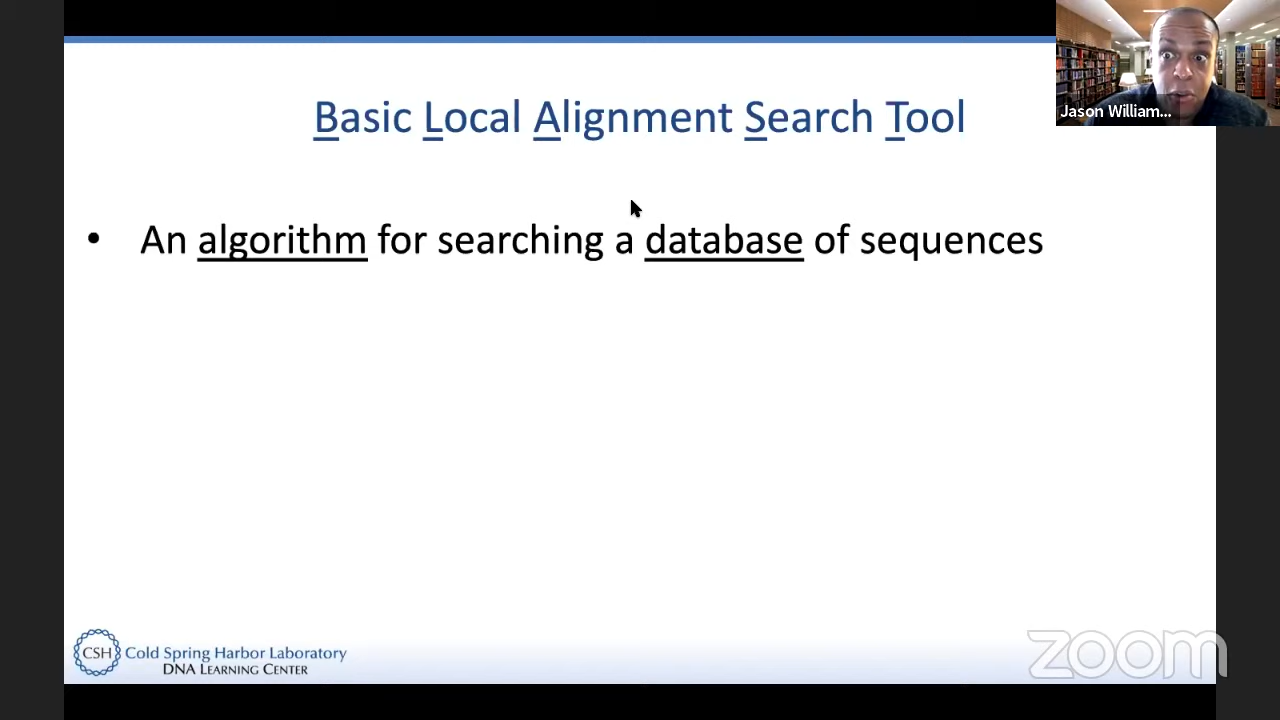 Basic Local Alignment Search Tool
Jason William...
• An algorithm for searching a database of sequences
CSH Cold Spring Harbor Laboratory
DNA LEARNING CENTER
zoom